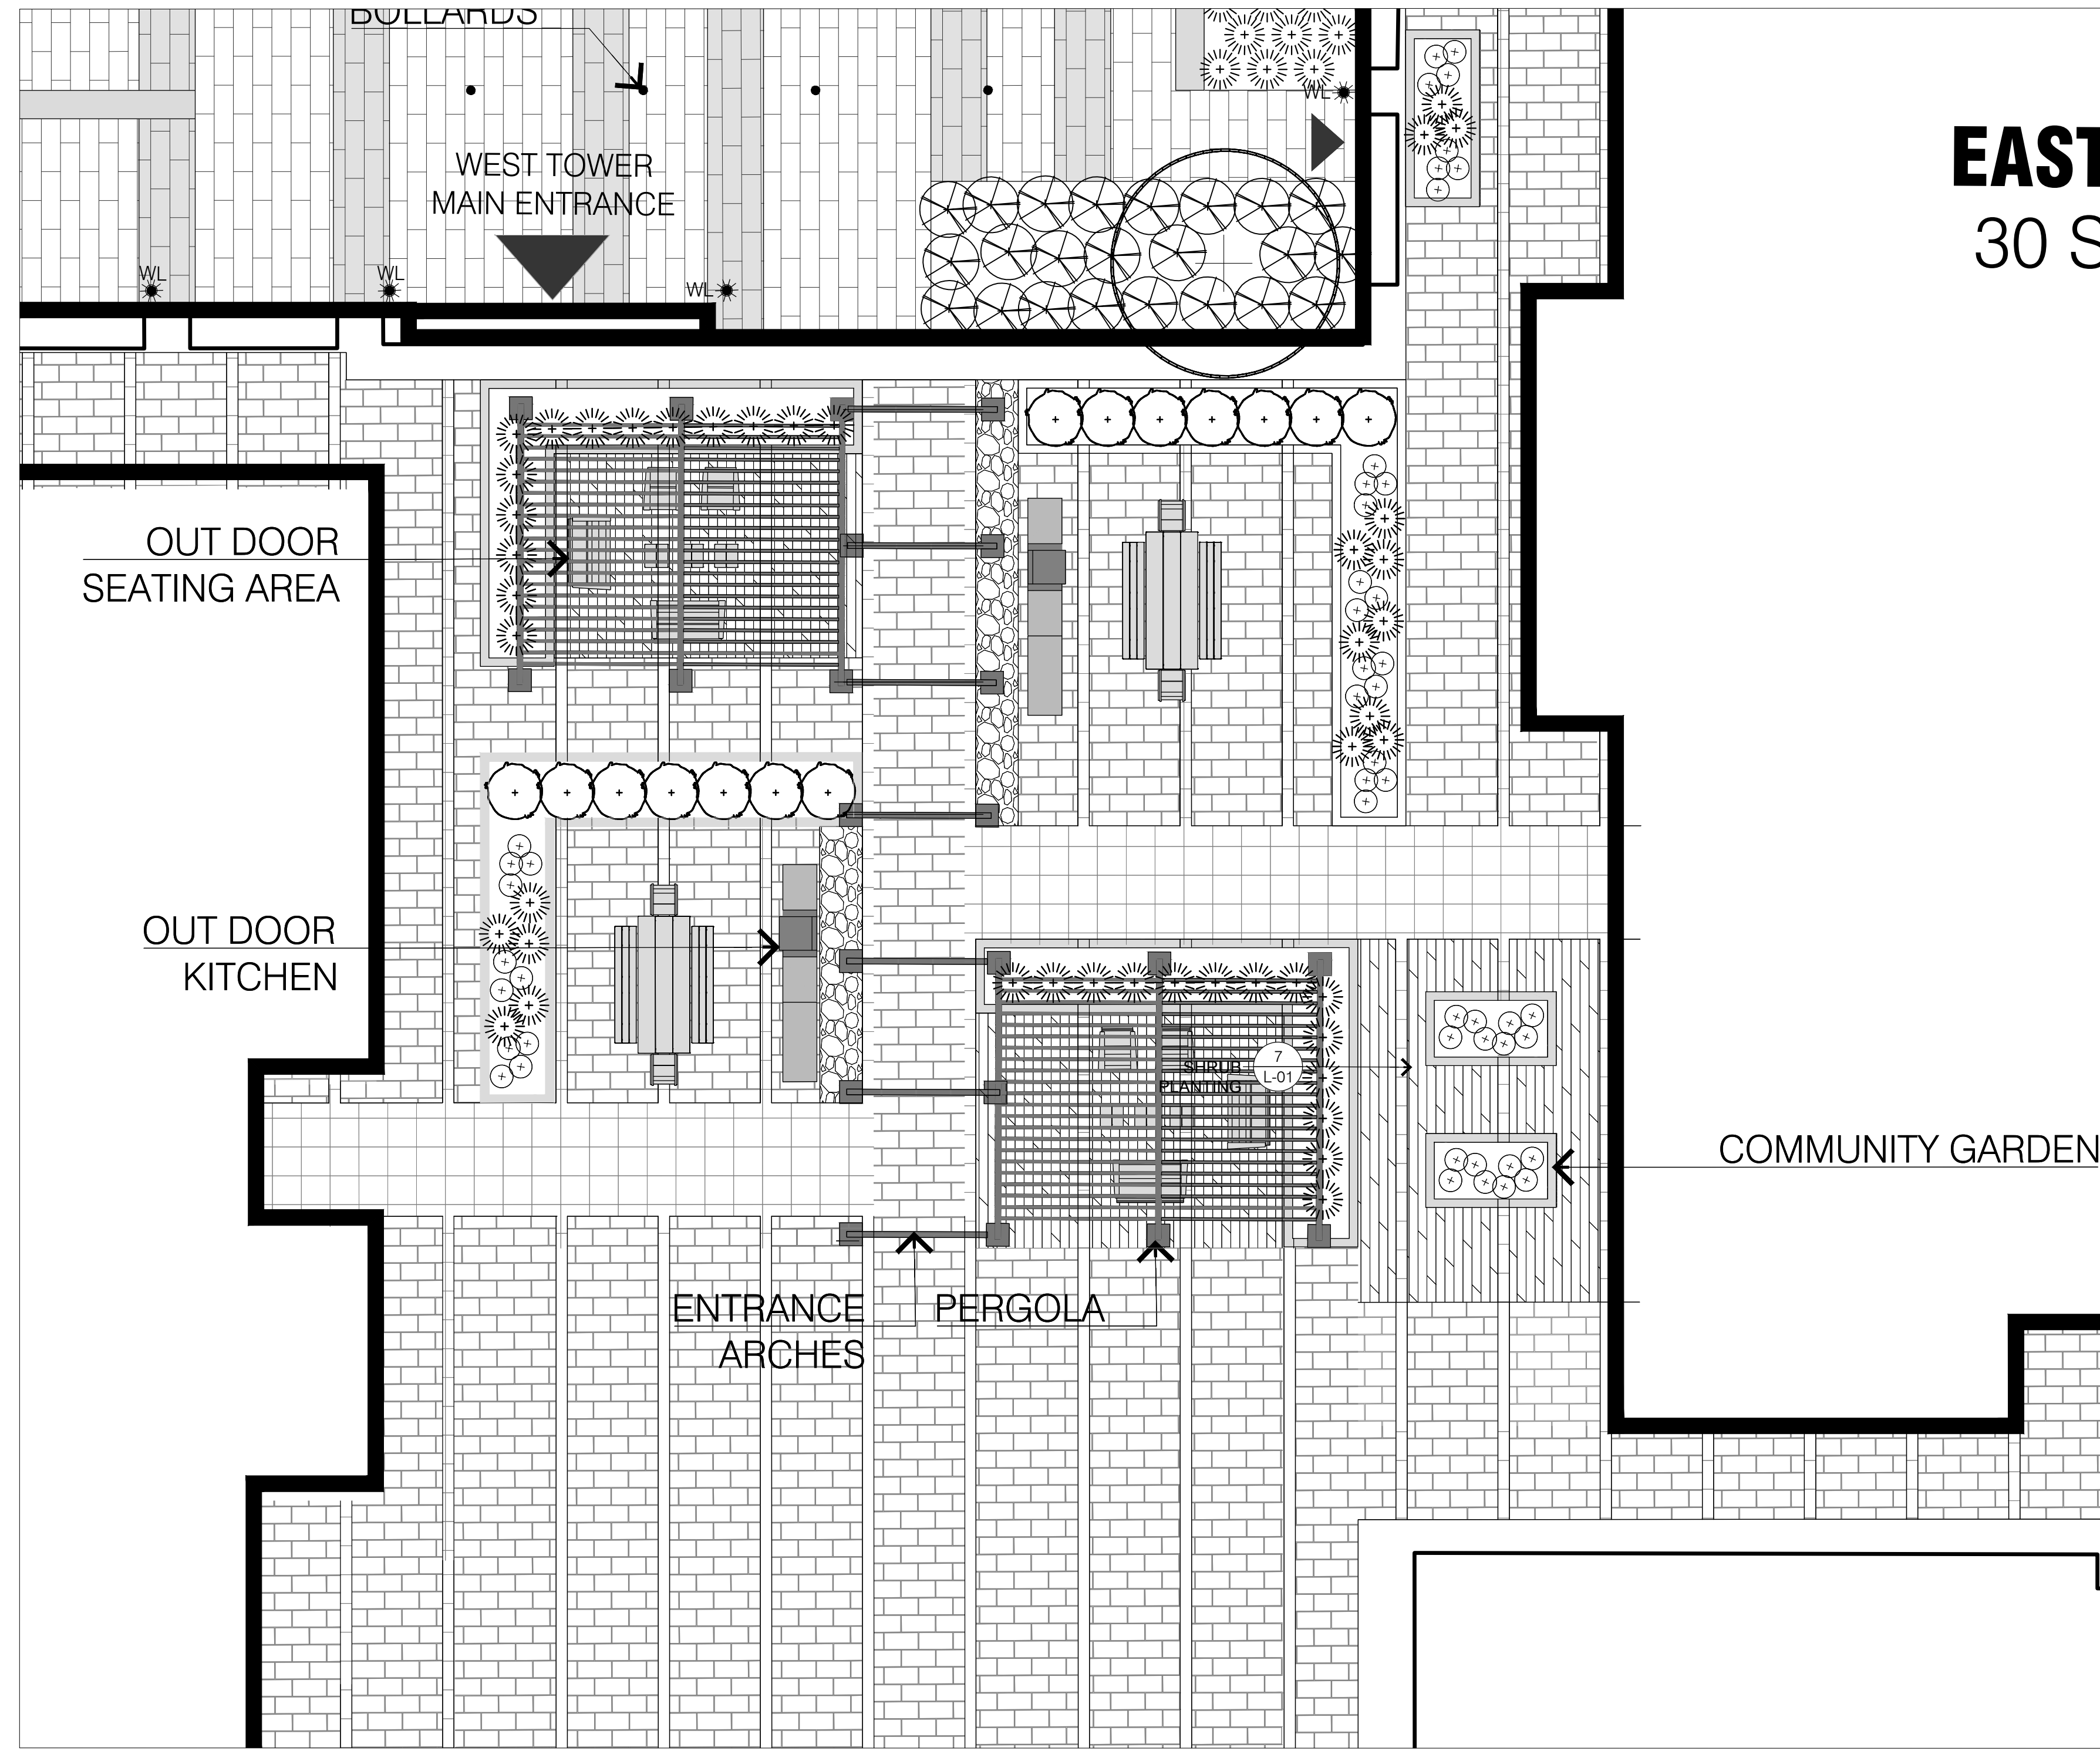 BOLLARDS
WL
EAST
30 S
WEST TOWER
MAIN ENTRANCE
WL
WL
WL
OUT DOOR
SEATING AREA
OUT DOOR
KITCHEN
7
L-01
SHRUB
PLANTING
COMMUNITY GARDEN
ENTRANCE
ARCHES
PERGOLA